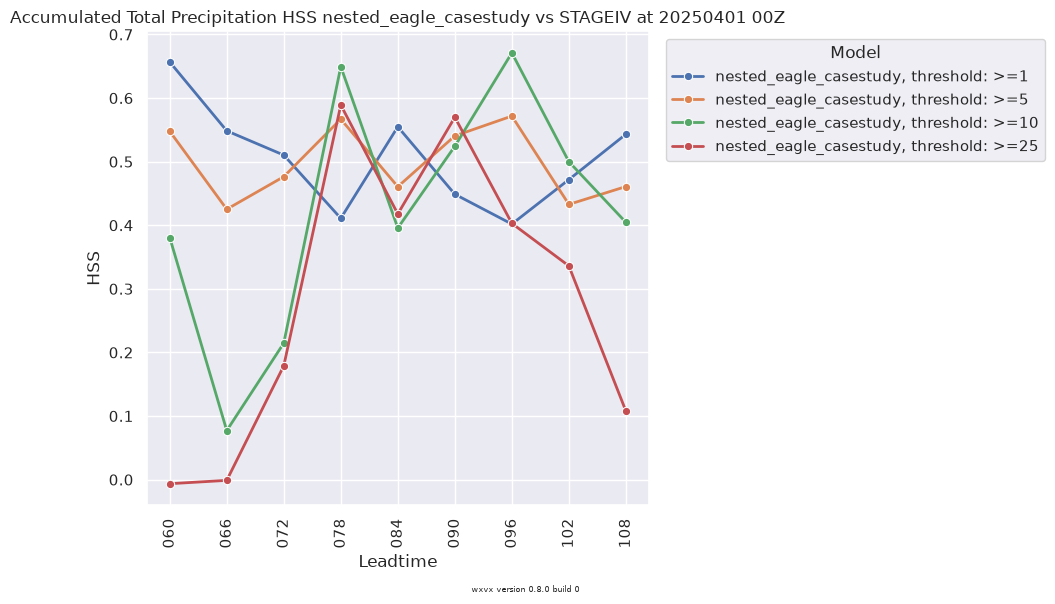 Accumulated Total Precipitation HSS nested_eagle_casestudy vs STAGEIV at 20250401 00Z
0.7
0.6
0.5
0.4
0.3
0.2
0.1
0.0
HSS
060 066 072 078 084 090 096 102 108
Leadtime
Model
nested_eagle_casestudy, threshold: >=1
nested_eagle_casestudy, threshold: >=5
nested_eagle_casestudy, threshold: >=10
nested_eagle_casestudy, threshold: >=25
wxvx version 0.8.0 build 0